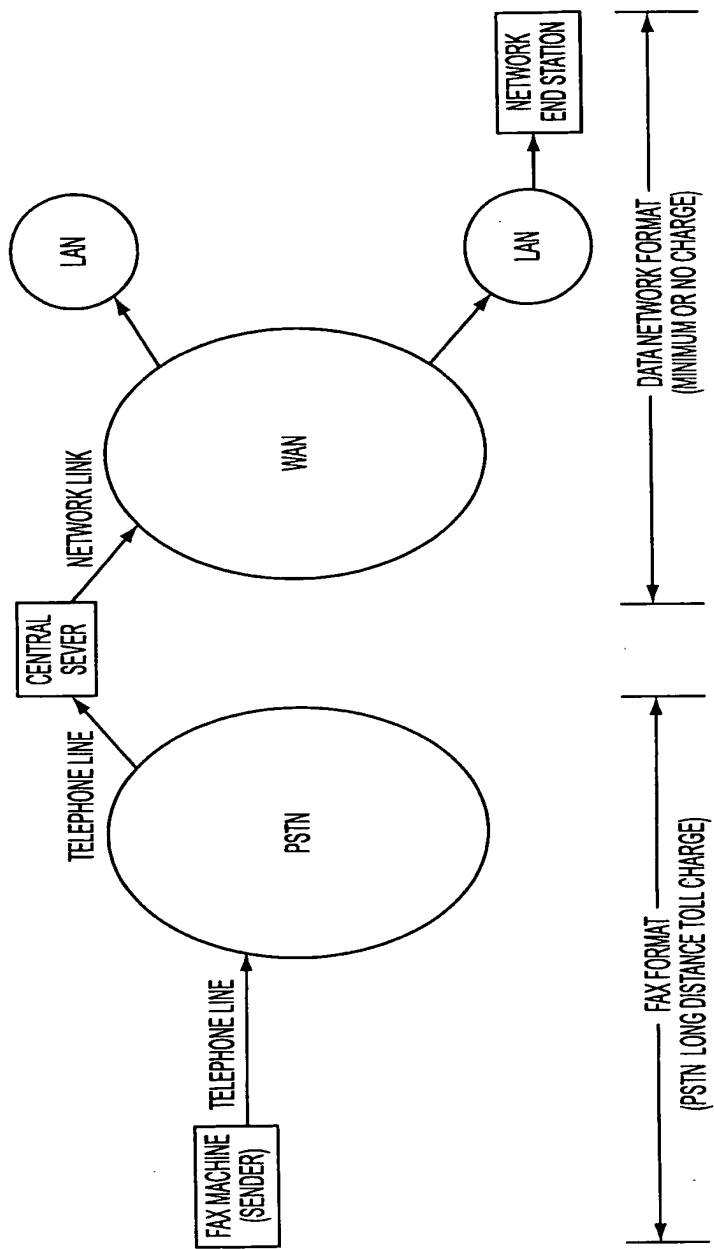 FAX MACHINE
(SENDER)
TELEPHONE LINE
PSTN
TELEPHONE LINE
CENTRAL
SEVER
NETWORK LINK
WAN
LAN
LAN
NETWORK
END STATION
FAX FORMAT
(PSTN LONG DISTANCE TOLL CHARGE)
DATA NETWORK FORMAT
(MINIMUM OR NO CHARGE)